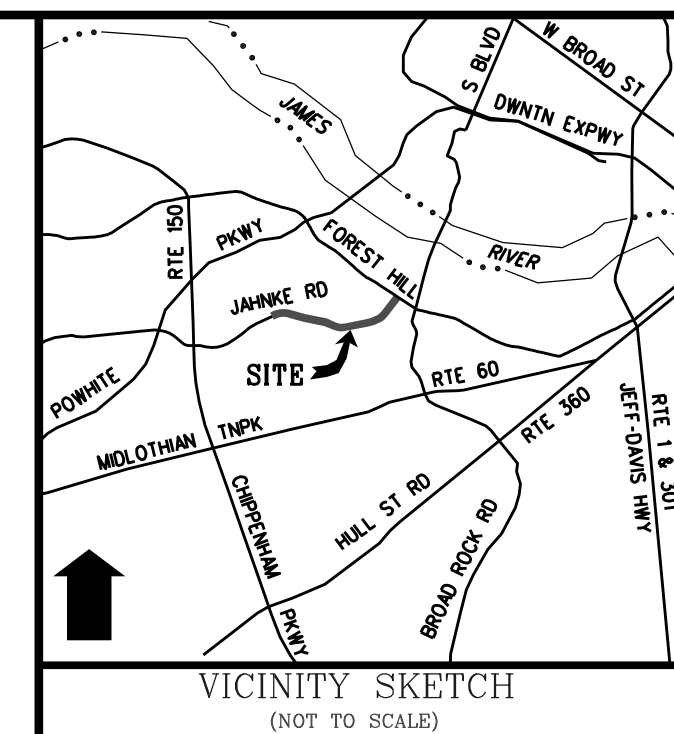 W BROAD ST
S BLVD
DWNTN EXPWY
JAMES
RTE 150
PKWY
FOREST HILL
RIVER
JAHNKE RD
SITE
POWHITE
RTE 60
RTE 360
JEFF-DAVIS HWY
RTE 1 & 301
MIDLOTHIAN TNPK
CHIPPENHAM
PKWY
HULL ST RD
BROAD ROCK RD
VICINITY SKETCH
(NOT TO SCALE)